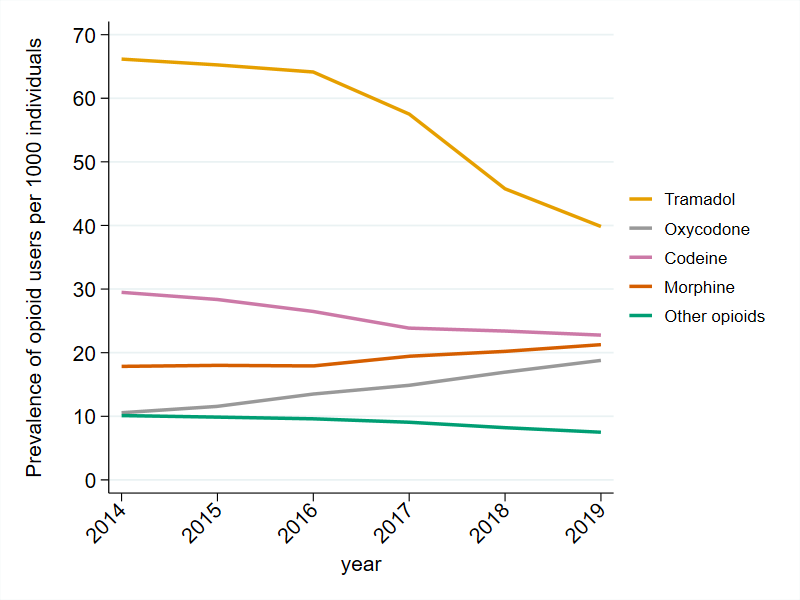 Prevalence of opioid users per 1000 individuals
70
60
50
40
30
20
10
0
2014
2015
2016
2017
2018
2019
year
Tramadol
Oxycodone
Codeine
Morphine
Other opioids